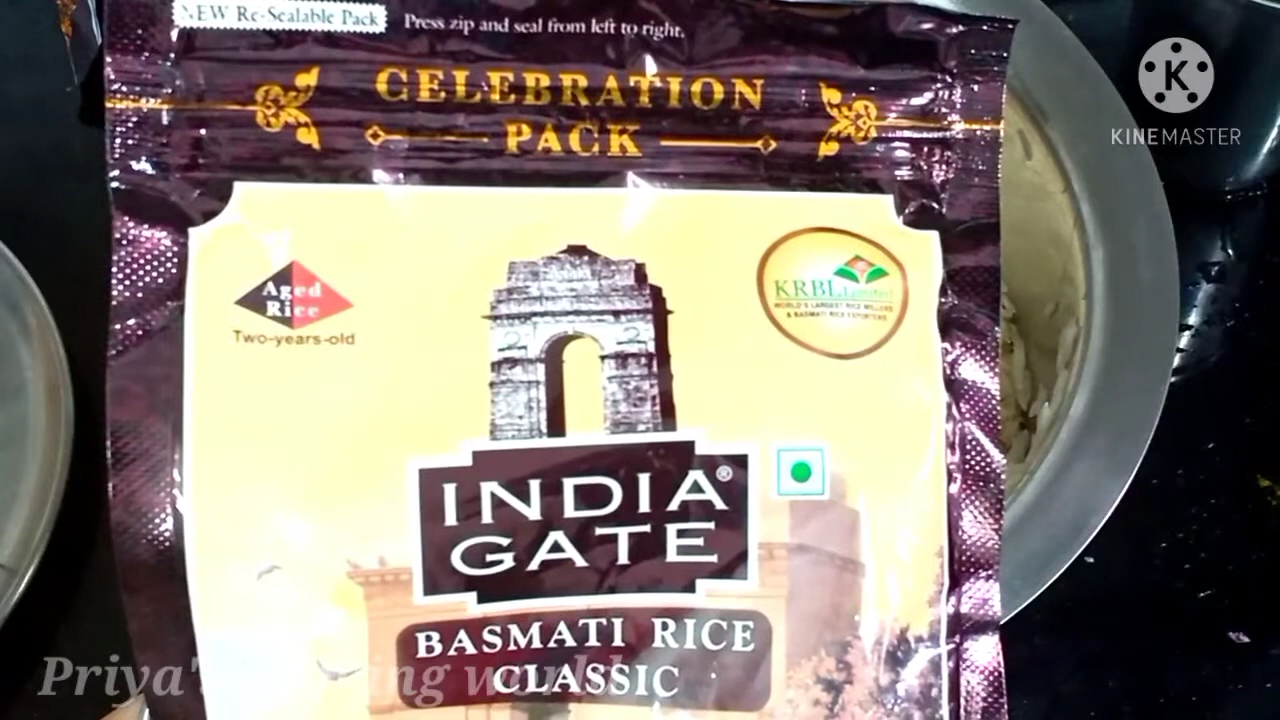 NEW Re-Sealable Pack
Press zip and seal from left to right.
KINEMASTER
CELEBRATION
PACK
Aged
Rice
Two-years-old
KRBL Limited
WORLD'S LARGEST RICE MILLERS
& BASMATI RICE EXPORTERS
INDIA®
GATE
BASMATI RICE
CLASSIC
Priya's